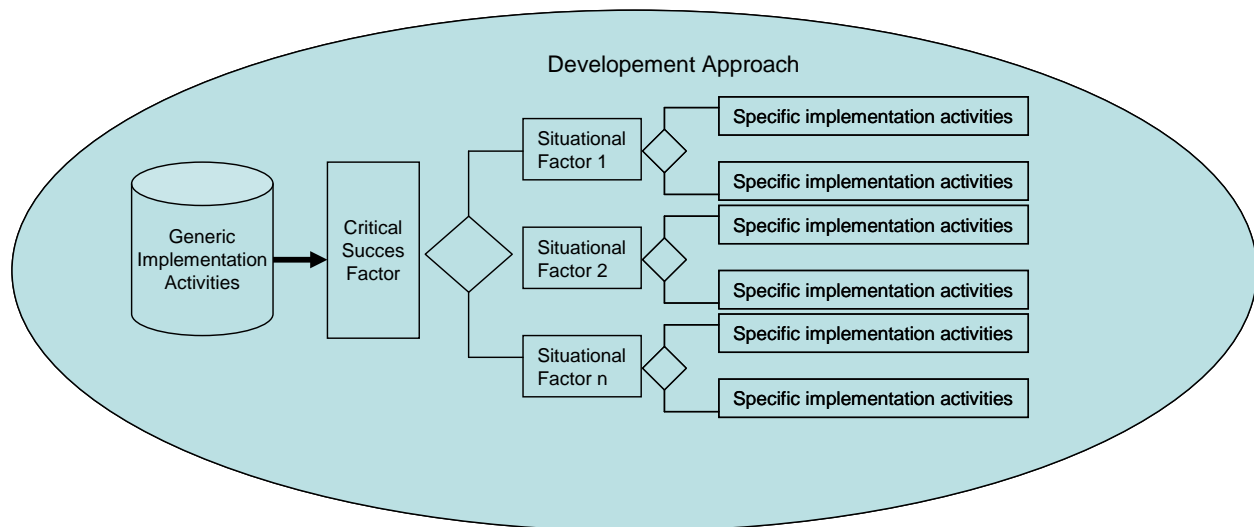 Developement Approach
Generic
Implementation
Activities
Critical
Succes
Factor
Situational
Factor 1
Situational
Factor 2
Situational
Factor n
Specific implementation activities
Specific implementation activities
Specific implementation activities
Specific implementation activities
Specific implementation activities
Specific implementation activities